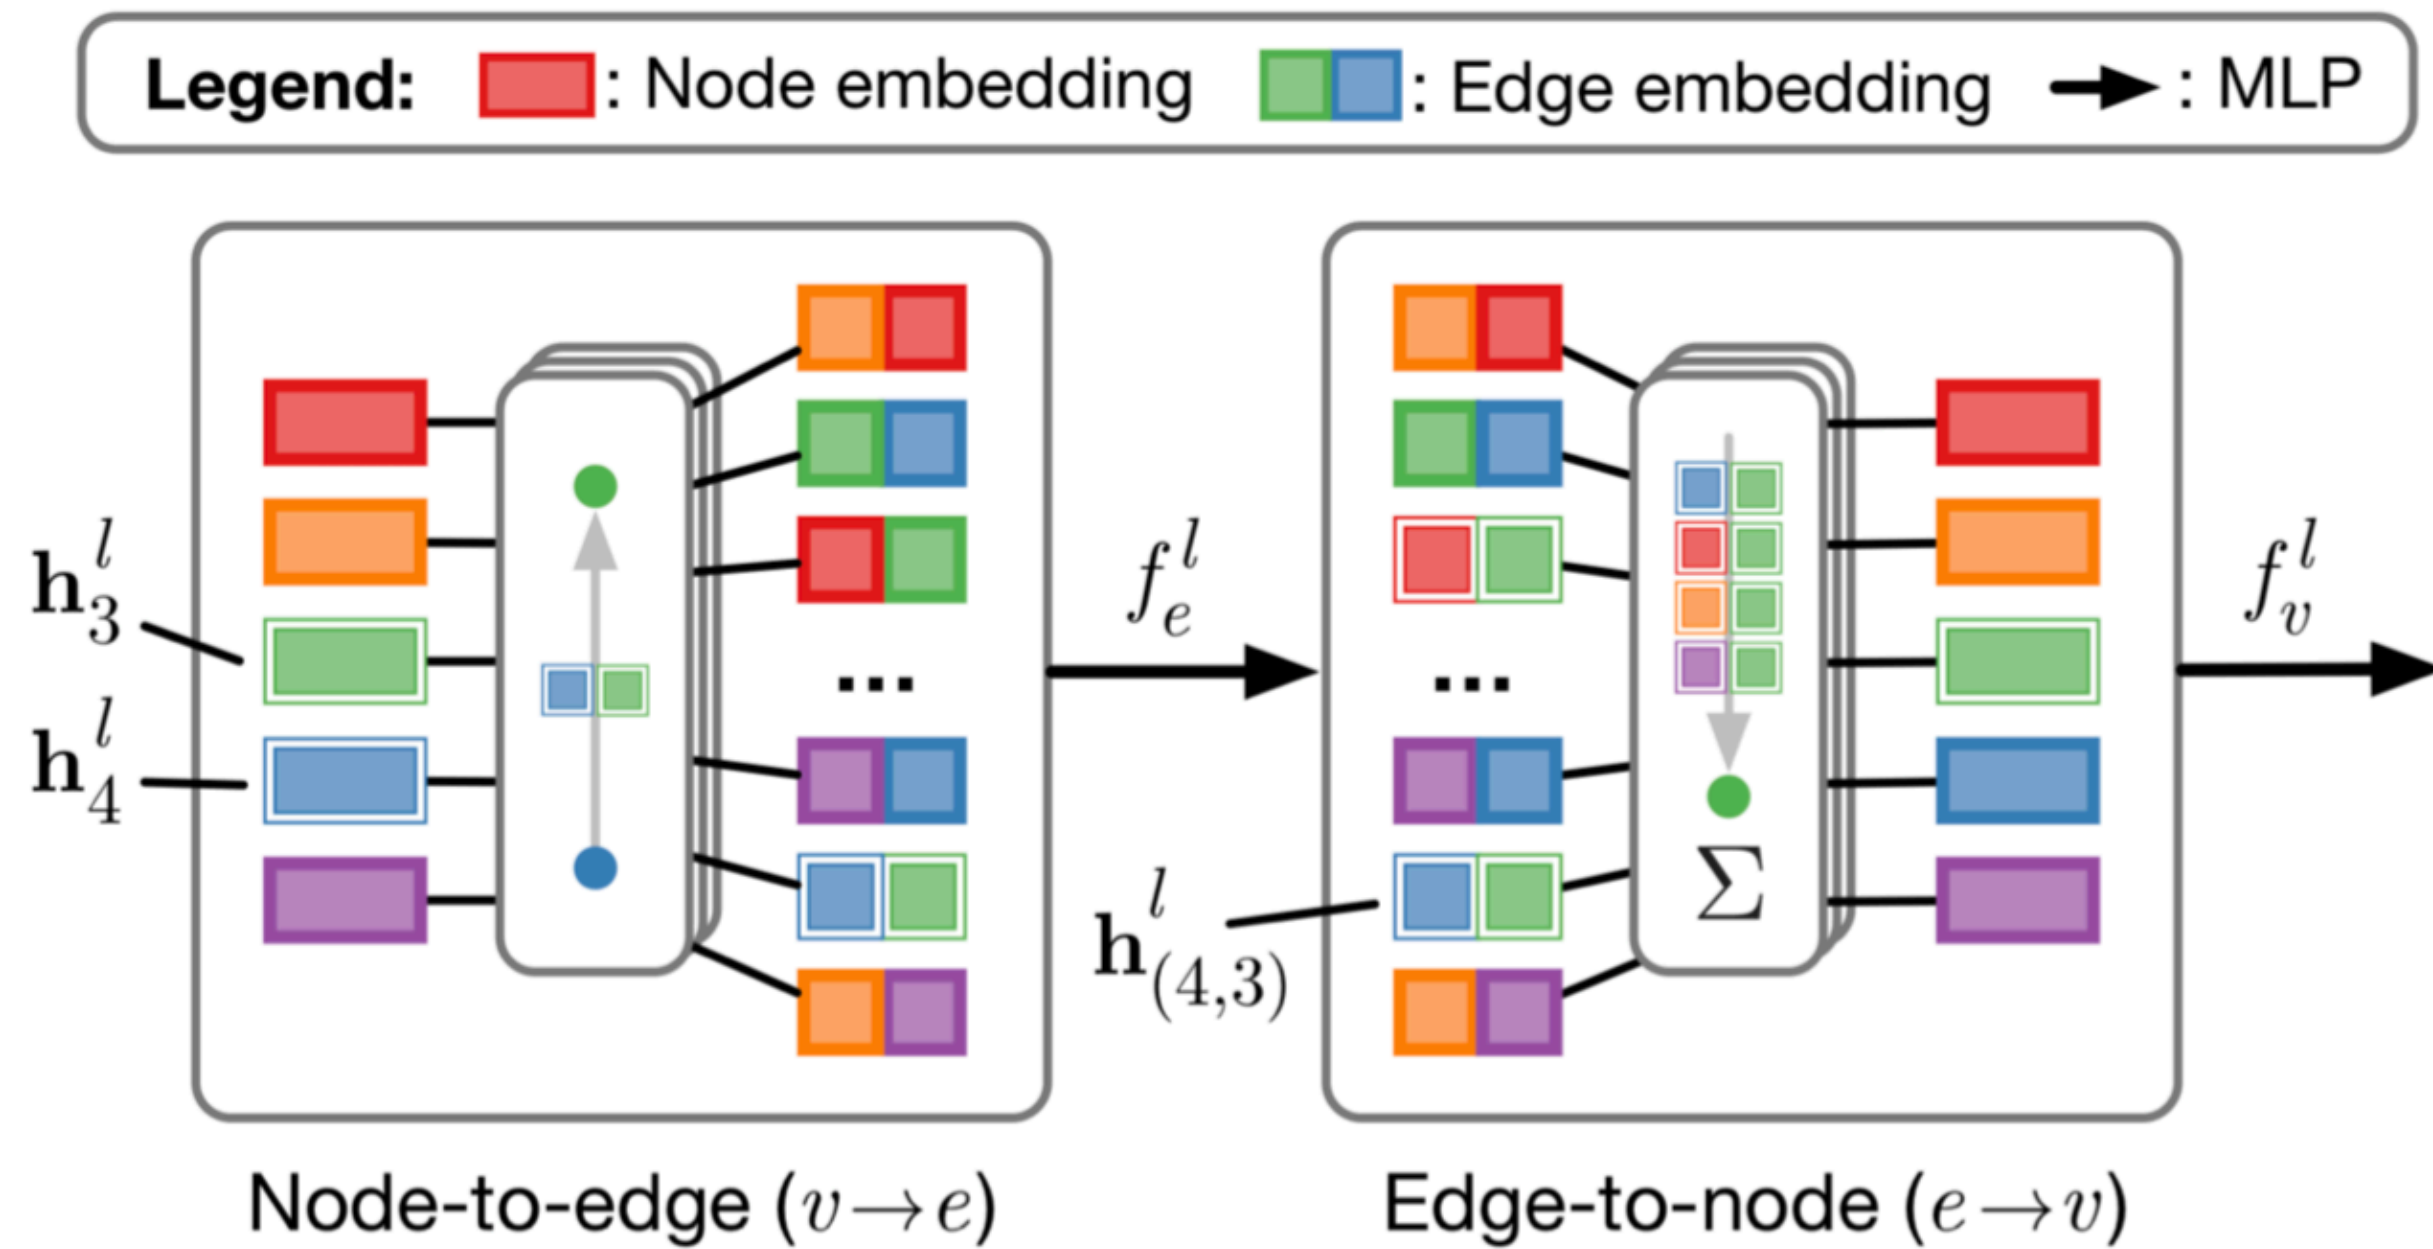 Legend: : Node embedding : Edge embedding : MLP
h_3^l
h_4^l
...
f_e^l
h_{(4,3)}^l
...
Σ
f_v^l
Node-to-edge (v→e)
Edge-to-node (e→v)